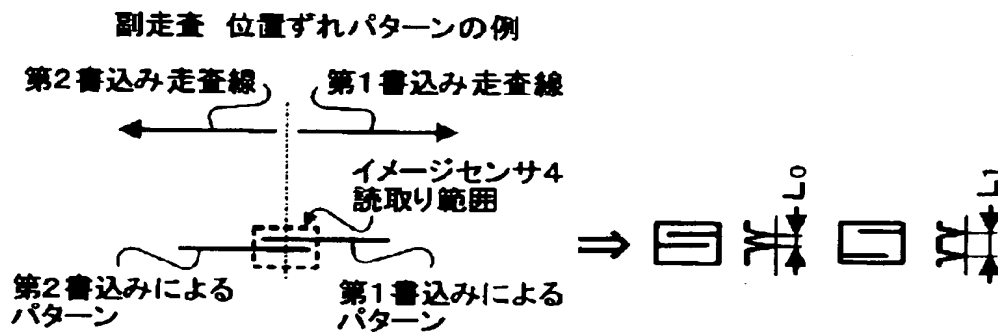 副走査 位置ずれパターンの例
第2書込み走査線
第1書込み走査線
イメージセンサ4
読取り範囲
L0
L1
第2書込みによる
パターン
第1書込みによる
パターン